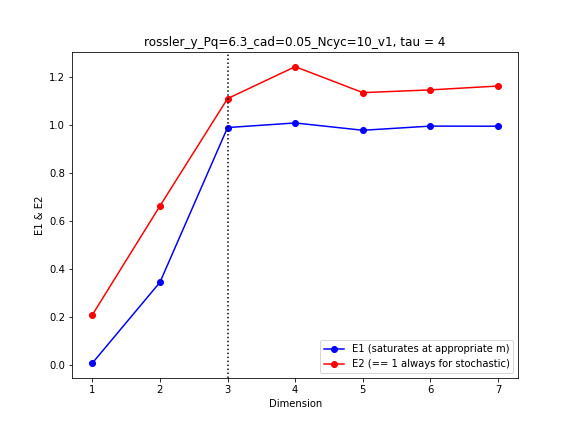 rossler_y_Pq=6.3_cad=0.05_Ncyc=10_v1, tau = 4
E1 & E2
1.2
1.0
0.8
0.6
0.4
0.2
0.0
E1 (saturates at appropriate m)
E2 (== 1 always for stochastic)
1 2 3 4 5 6 7
Dimension